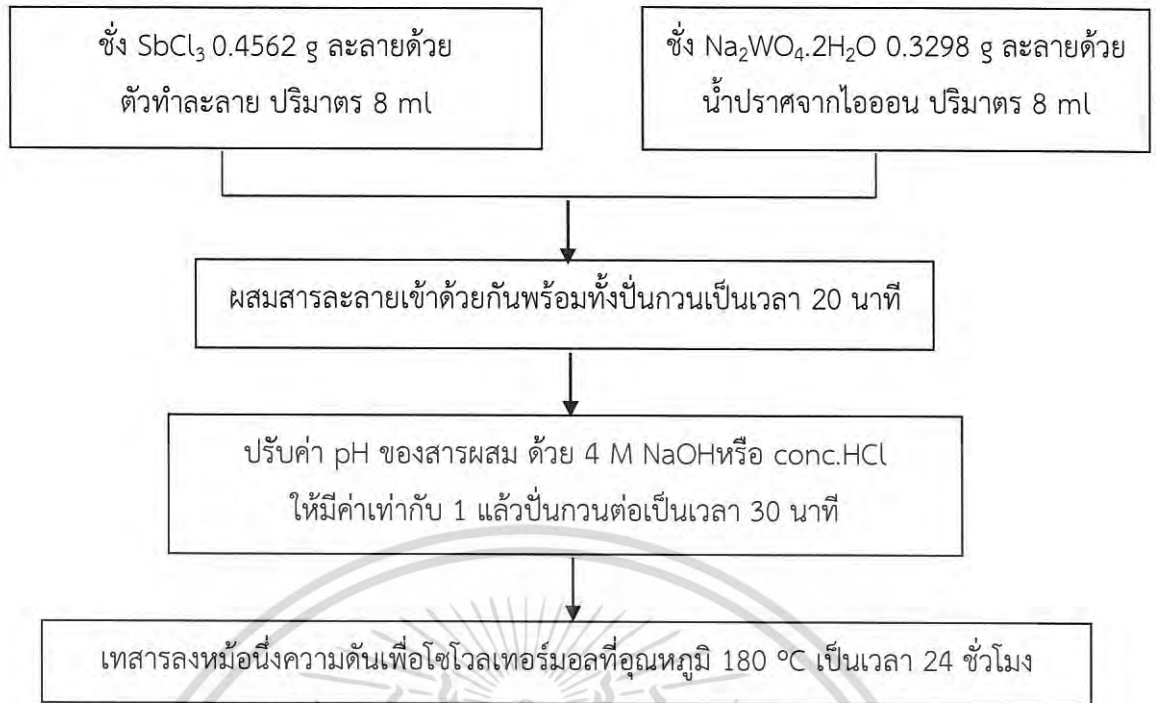 ชั่ง SbCl₃ 0.4562 g ละลายด้วย
ตัวทำละลาย ปริมาตร 8 ml
ชั่ง Na₂WO₄.2H₂O 0.3298 g ละลายด้วย
น้ำปราศจากไอออน ปริมาตร 8 ml
ผสมสารละลายเข้าด้วยกันพร้อมทั้งปั่นกวนเป็นเวลา 20 นาที
ปรับค่า pH ของสารผสม ด้วย 4 M NaOHหรือ conc.HCl
ให้มีค่าเท่ากับ 1 แล้วปั่นกวนต่อเป็นเวลา 30 นาที
เทสารลงหม้อนึ่งความดันเพื่อโซโวลเทอร์มอลที่อุณหภูมิ 180 °C เป็นเวลา 24 ชั่วโมง